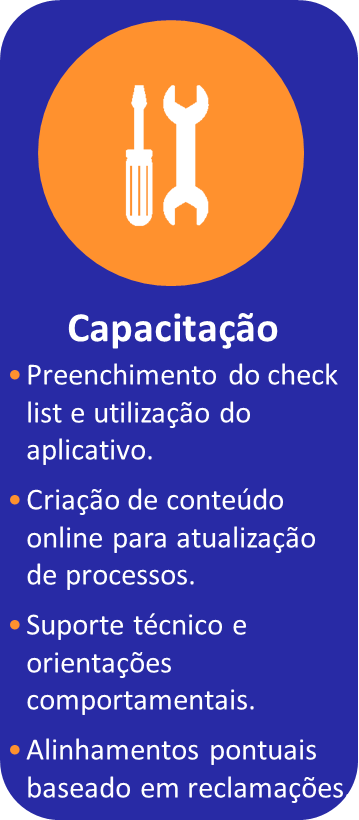 Capacitação
• Preenchimento do check
list e utilização do
aplicativo.
• Criação de conteúdo
online para atualização
de processos.
• Suporte técnico e
orientações
comportamentais.
• Alinhamentos pontuais
baseado em reclamações